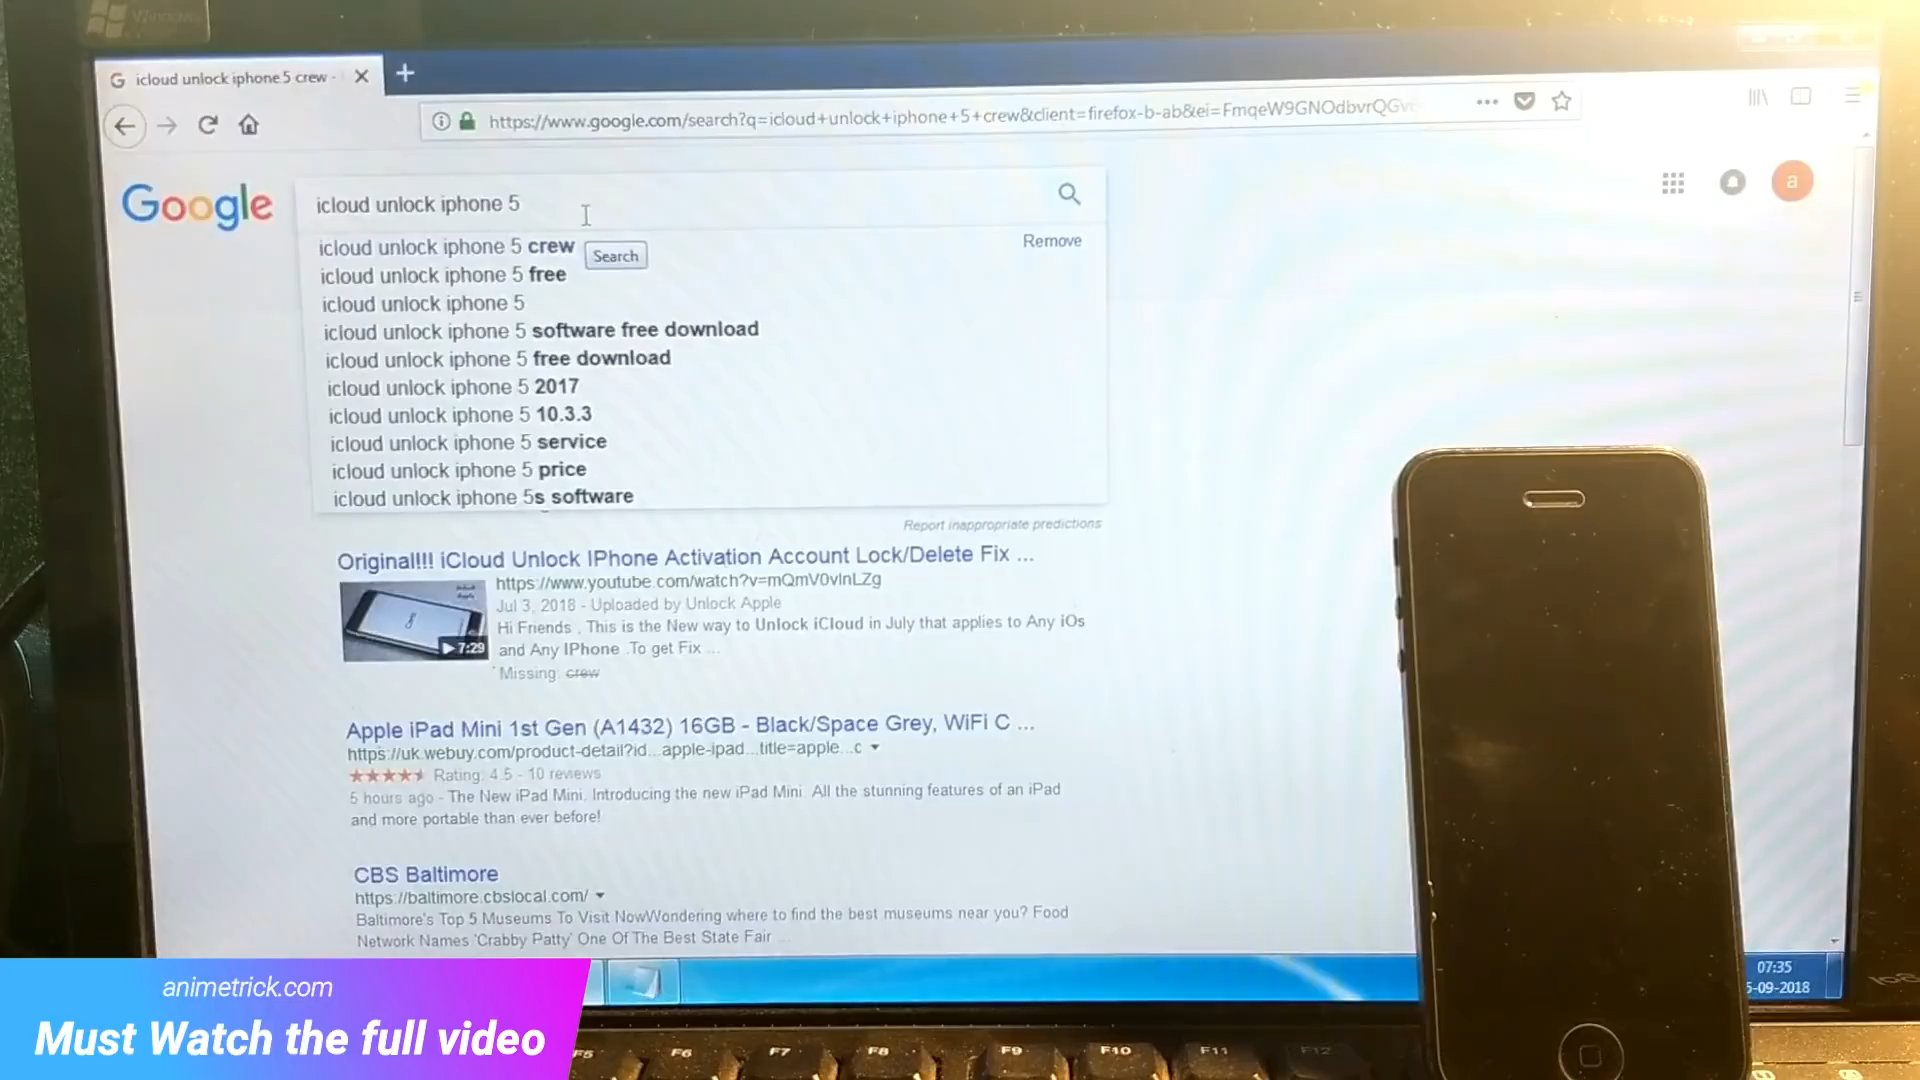 Windows
icloud unlock iphone 5 crew -
https://www.google.com/search?q=icloud+unlock+iphone+5+crew&client=firefox-b-ab&ei=FmqeW9GNOdbvrQGv
Google
icloud unlock iphone 5
a
icloud unlock iphone 5 crew
Search
Remove
icloud unlock iphone 5 free
icloud unlock iphone 5
icloud unlock iphone 5 software free download
icloud unlock iphone 5 free download
icloud unlock iphone 5 2017
icloud unlock iphone 5 10.3.3
icloud unlock iphone 5 service
icloud unlock iphone 5 price
icloud unlock iphone 5s software
Report inappropriate predictions
Original!!! iCloud Unlock IPhone Activation Account Lock/Delete Fix ...
https://www.youtube.com/watch?v=mQmV0vInLZg
Jul 3, 2018 - Uploaded by Unlock Apple
Hi Friends , This is the New way to Unlock iCloud in July that applies to Any iOs
and Any IPhone .To get Fix ...
7:29
Missing: crew
Apple iPad Mini 1st Gen (A1432) 16GB - Black/Space Grey, WiFi C ...
https://uk.webuy.com/product-detail?id...apple-ipad...title=apple...c
Rating: 4.5 - 10 reviews
5 hours ago - The New iPad Mini. Introducing the new iPad Mini. All the stunning features of an iPad
and more portable than ever before!
CBS Baltimore
https://baltimore.cbslocal.com/
Baltimore's Top 5 Museums To Visit NowWondering where to find the best museums near you? Food
Network Names 'Crabby Patty' One Of The Best State Fair ...
07:35
5-09-2018
animetrick.com
Must Watch the full video
F5 F6 F7 F8 F9 F10 F11 F12